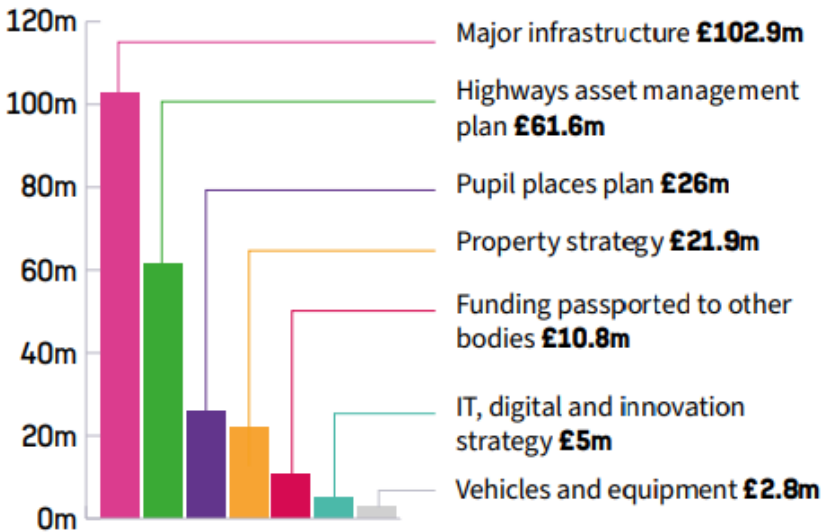 120m
100m
80m
60m
40m
20m
0m
Major infrastructure £102.9m
Highways asset management
plan £61.6m
Pupil places plan £26m
Property strategy £21.9m
Funding passported to other
bodies £10.8m
IT, digital and innovation
strategy £5m
Vehicles and equipment £2.8m